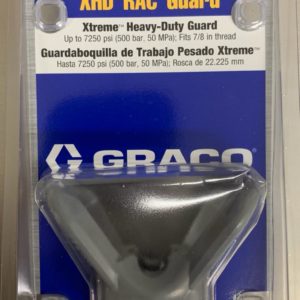 XHD RAC Guard
Xtreme™ Heavy-Duty Guard
Up to 7250 psi (500 bar, 50 MPa); Fits 7/8 in thread
Guardaboquilla de Trabajo Pesado Xtreme™
Hasta 7250 psi (500 bar, 50 MPa); Rosca de 22.225 mm
GRACO